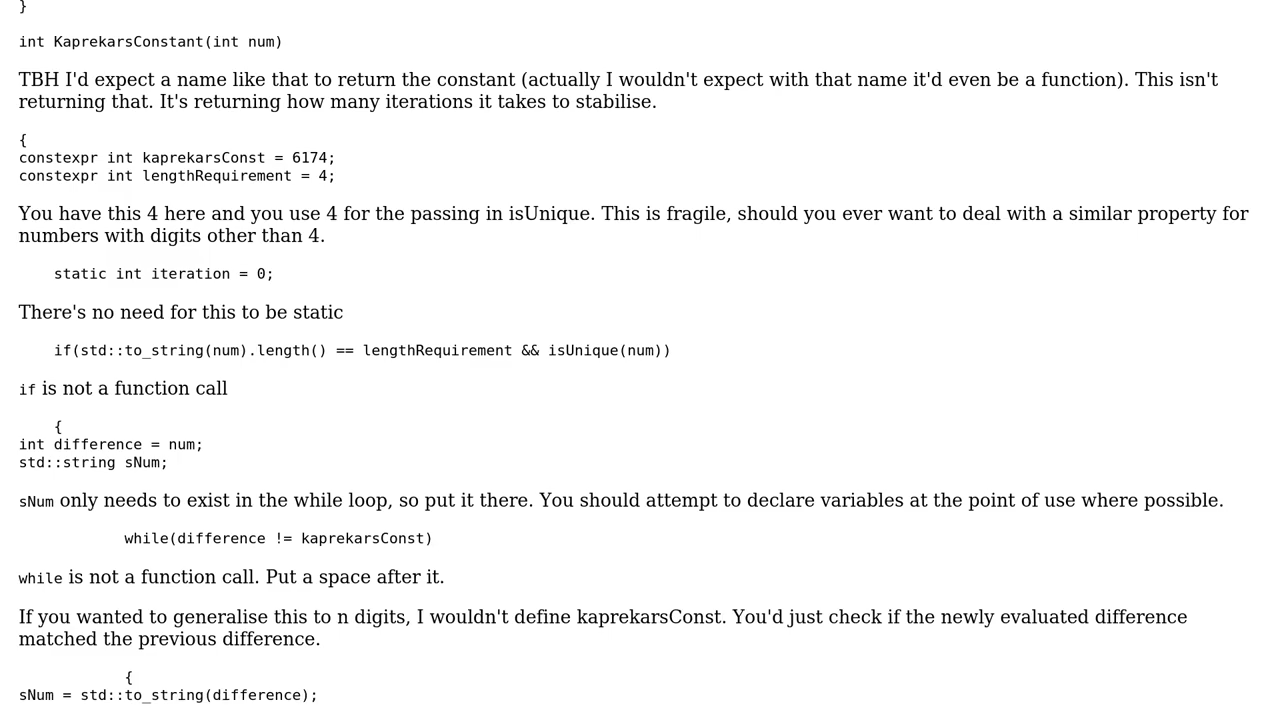 }
int KaprekarsConstant(int num)
TBH I'd expect a name like that to return the constant (actually I wouldn't expect with that name it'd even be a function). This isn't
returning that. It's returning how many iterations it takes to stabilise.
{
constexpr int kaprekarsConst = 6174;
constexpr int lengthRequirement = 4;
You have this 4 here and you use 4 for the passing in isUnique. This is fragile, should you ever want to deal with a similar property for
numbers with digits other than 4.
static int iteration = 0;
There's no need for this to be static
if(std::to_string(num).length() == lengthRequirement && isUnique(num))
if is not a function call
{
int difference = num;
std::string sNum;
sNum only needs to exist in the while loop, so put it there. You should attempt to declare variables at the point of use where possible.
while(difference != kaprekarsConst)
while is not a function call. Put a space after it.
If you wanted to generalise this to n digits, I wouldn't define kaprekarsConst. You'd just check if the newly evaluated difference
matched the previous difference.
{
sNum = std::to_string(difference);